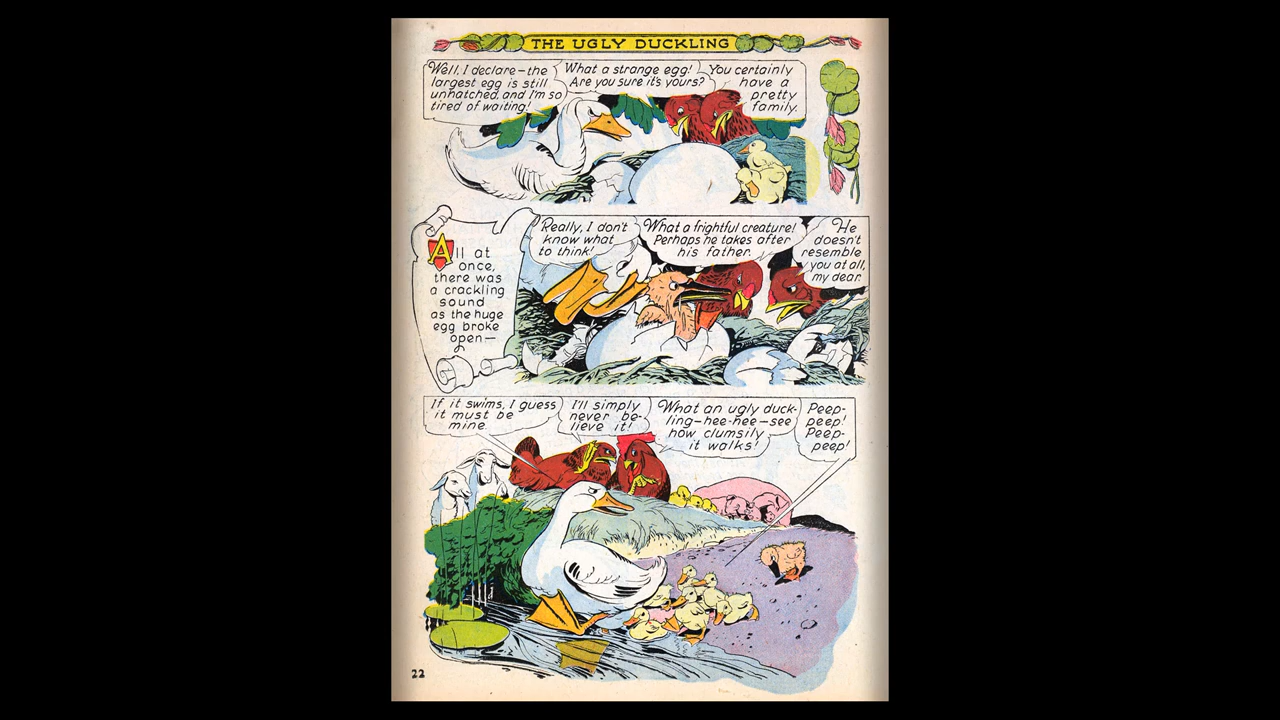 THE UGLY DUCKLING
Well, I declare—the
largest egg is still
unhatched, and I'm so
tired of waiting!
What a strange egg!
Are you sure it's yours?
You certainly
have a
pretty
family.
All at
once,
there was
a crackling
sound
as the huge
egg broke
open—
Really, I don't
know what
to think!
What a frightful creature!
Perhaps he takes after
his father.
He
doesn't
resemble
you at all,
my dear.
If it swims, I guess
it must be
mine.
I'll simply
never be-
lieve it!
What an ugly duck-
ling—hee-hee—see
how clumsily
it walks!
Peep-
peep!
Peep-
peep!
22